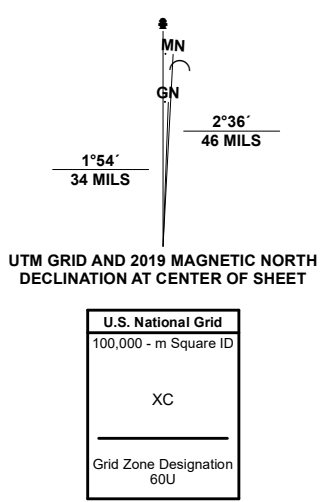 MN
GN
2°36´
46 MILS
1°54´
34 MILS
UTM GRID AND 2019 MAGNETIC NORTH
DECLINATION AT CENTER OF SHEET
U.S. National Grid
100,000 - m Square ID
XC
Grid Zone Designation
60U